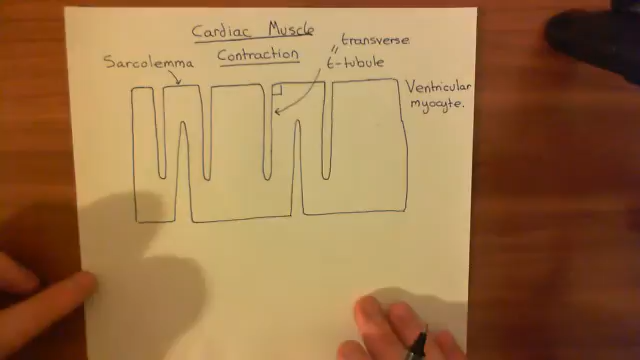 Cardiac Muscle
Contraction
Sarcolemma
"transverse
t-tubule
Ventricular
myocyte.